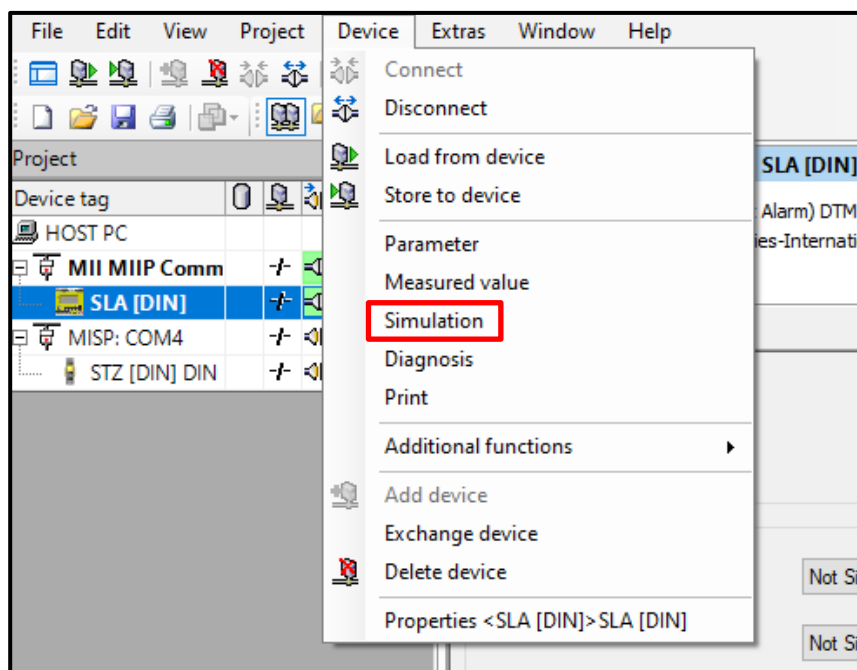 File Edit View Project Device Extras Window Help
Project
Device tag
HOST PC
MII MIIP Comm
SLA [DIN]
MISP: COM4
STZ [DIN] DIN
Connect
Disconnect
Load from device
Store to device
Parameter
Measured value
Simulation
Diagnosis
Print
Additional functions
Add device
Exchange device
Delete device
Properties <SLA [DIN]>SLA [DIN]
SLA [DIN]
Alarm) DTM
ies-Internati
Not Si
Not Si